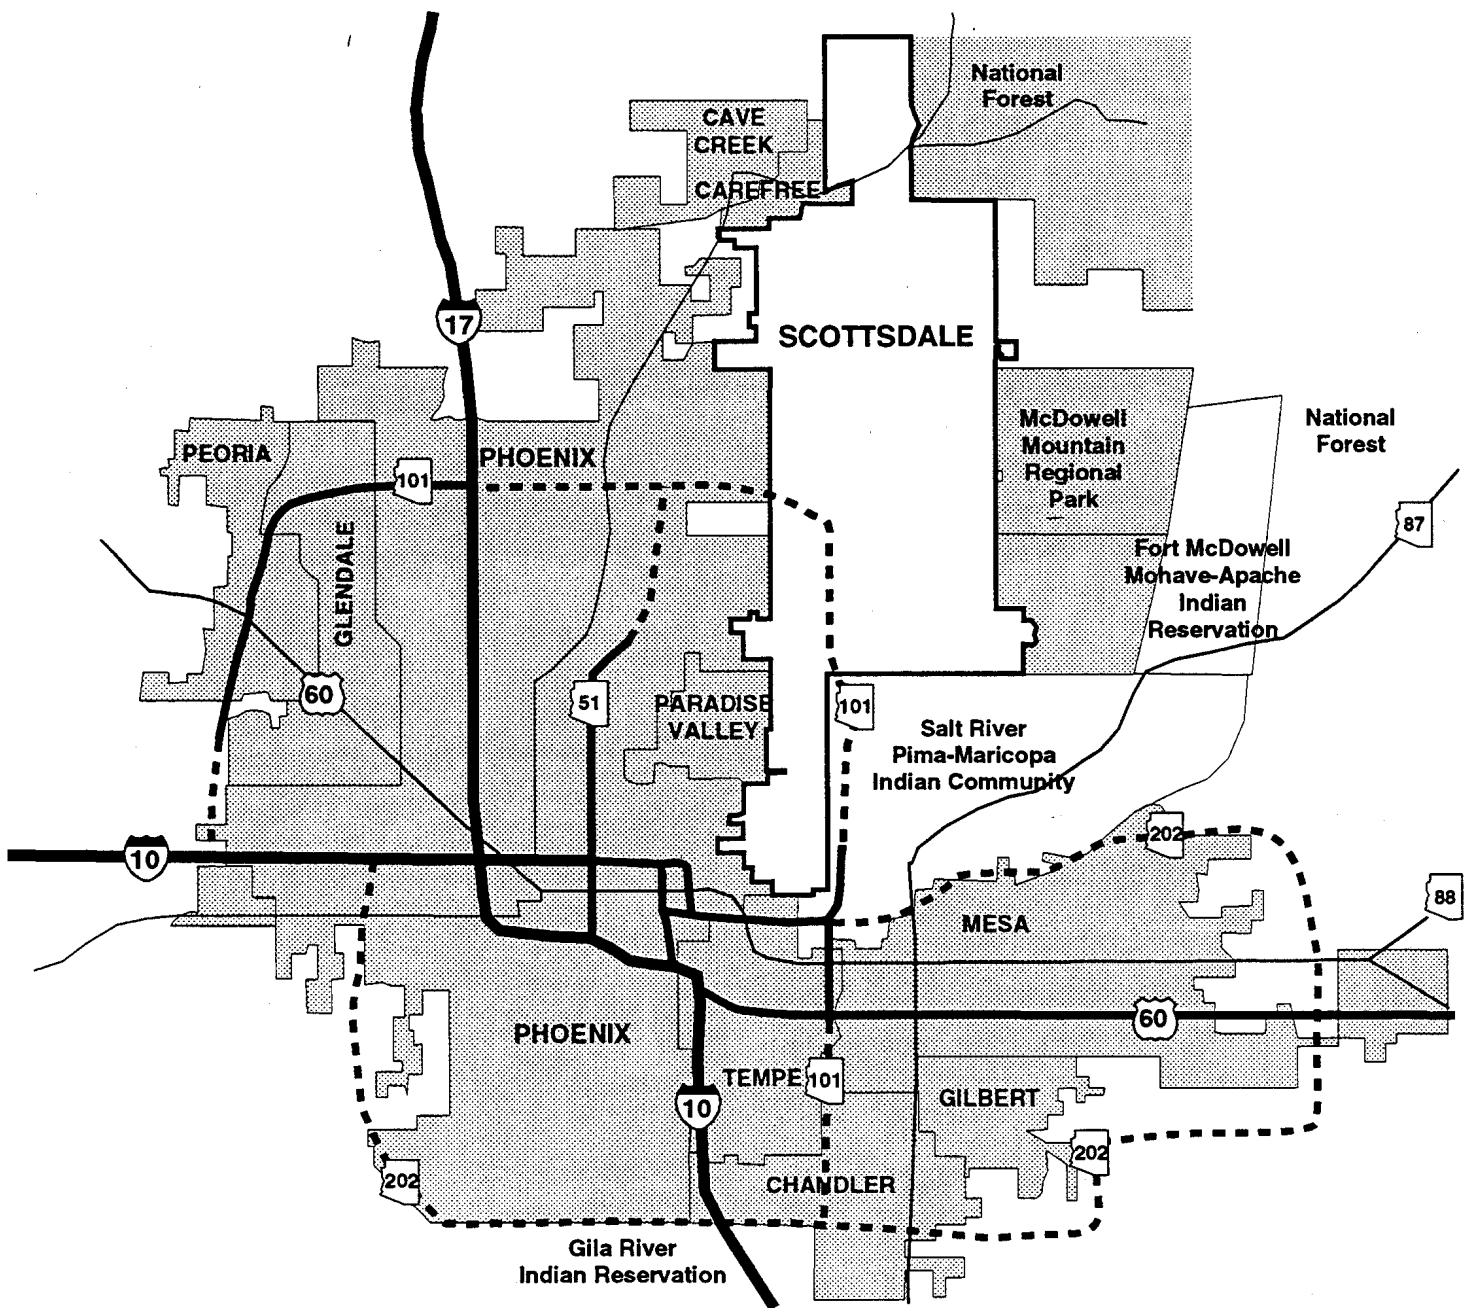 National
Forest
CAVE
CREEK
CAREFREE
17
SCOTTSDALE
McDowell
Mountain
Regional
Park
National
Forest
PEORIA
PHOENIX
101
87
GLENDALE
Fort McDowell
Mohave-Apache
Indian
Reservation
60
51
PARADISE
VALLEY
101
Salt River
Pima-Maricopa
Indian Community
202
10
88
MESA
60
PHOENIX
TEMPE
101
10
GILBERT
202
202
CHANDLER
Gila River
Indian Reservation